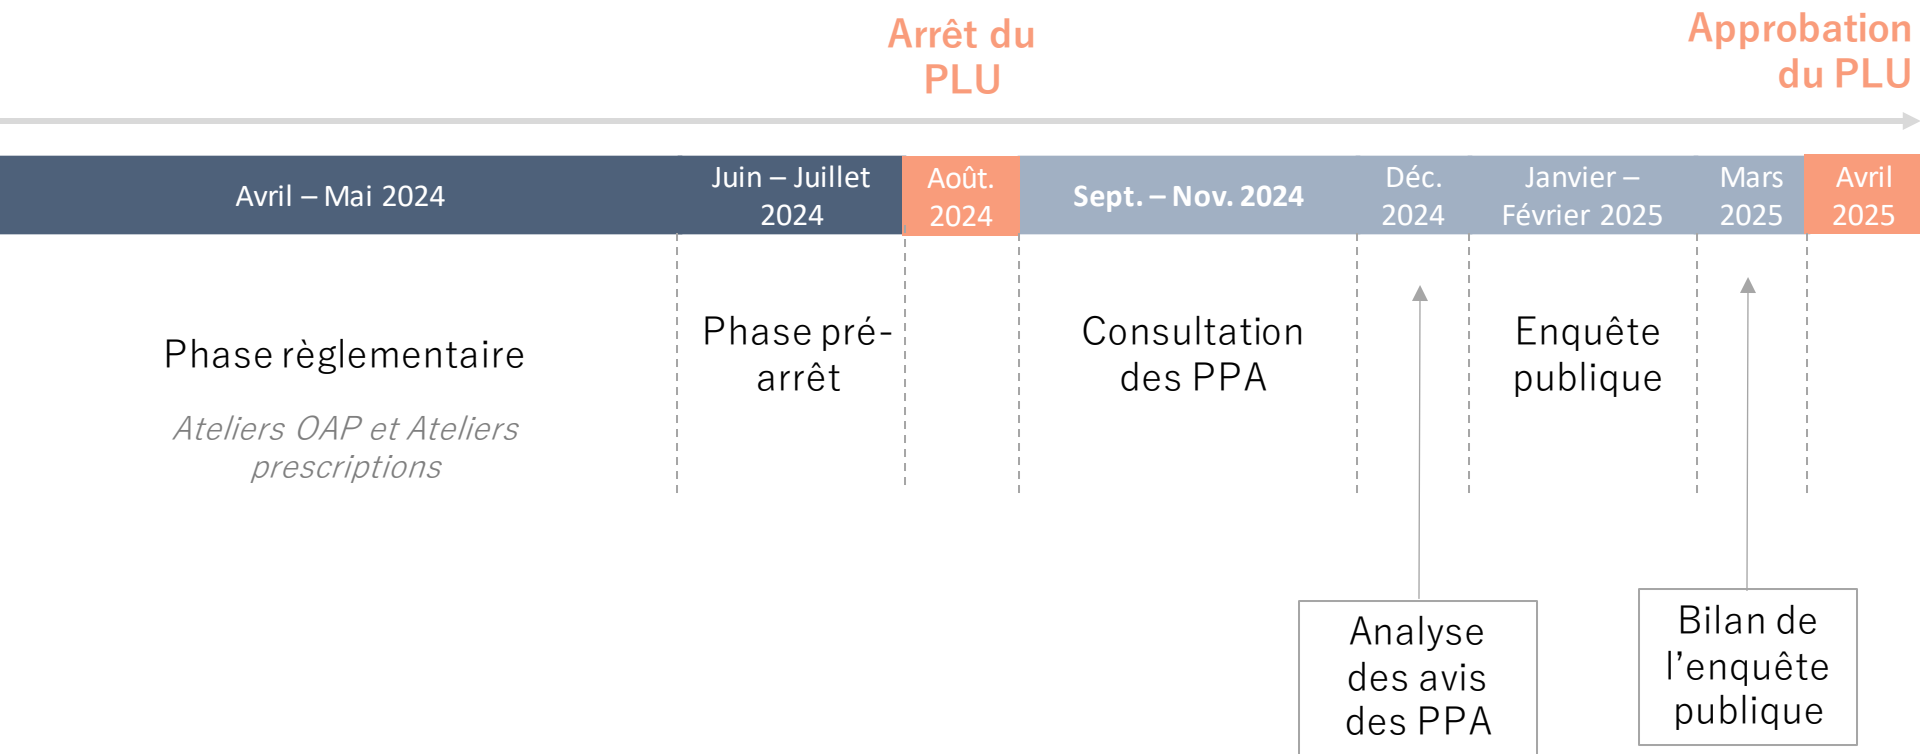 Arrêt du
PLU
Approbation
du PLU
Avril – Mai 2024
Juin – Juillet
2024
Août.
2024
Sept. – Nov. 2024
Déc.
2024
Janvier –
Février 2025
Mars
2025
Avril
2025
Phase règlementaire
Ateliers OAP et Ateliers
prescriptions
Phase pré-
arrêt
Consultation
des PPA
Enquête
publique
Analyse
des avis
des PPA
Bilan de
l’enquête
publique